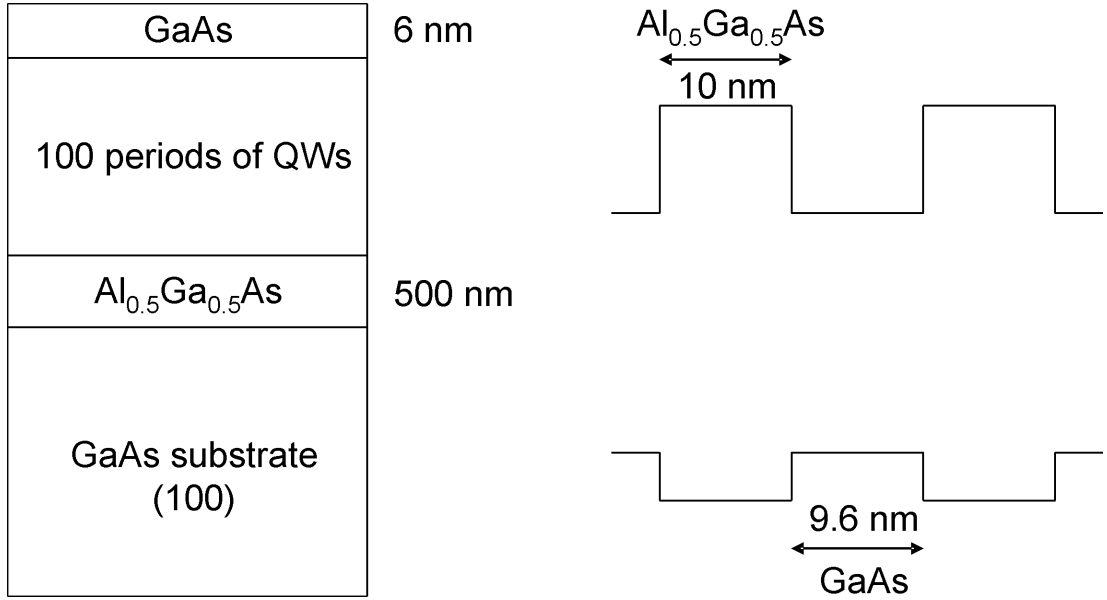 GaAs
6 nm
100 periods of QWs
Al0.5Ga0.5As
500 nm
GaAs substrate
(100)
Al0.5Ga0.5As
10 nm
9.6 nm
GaAs